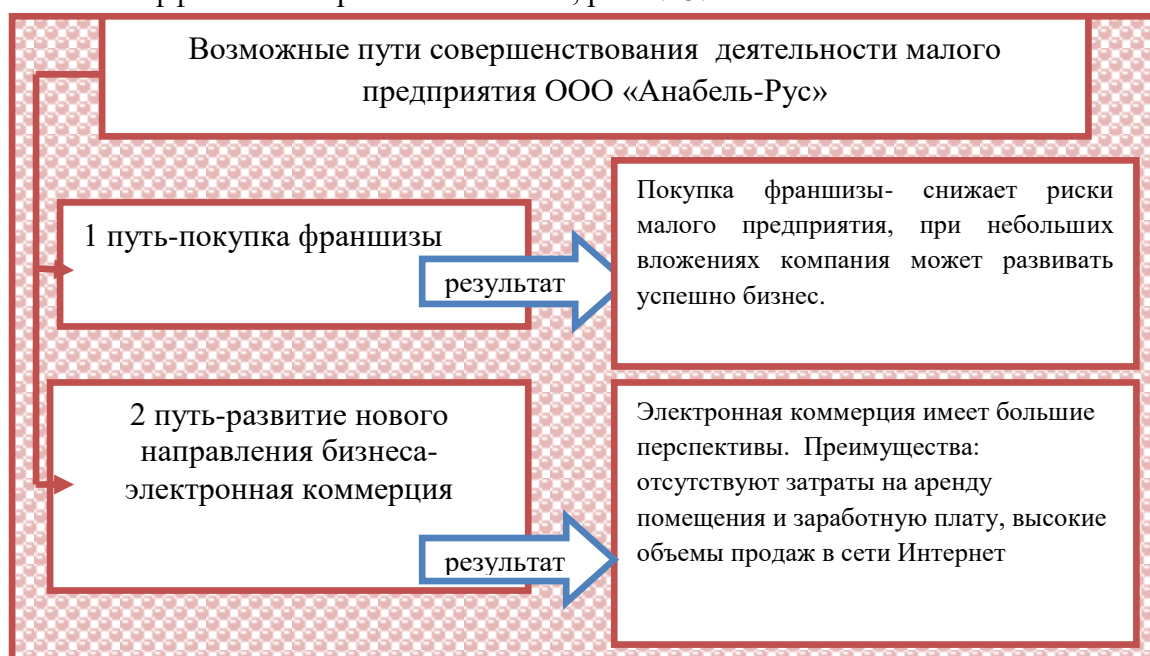 Возможные пути совершенствования деятельности малого
предприятия ООО «Анабель-Рус»
1 путь-покупка франшизы
результат
Покупка франшизы- снижает риски
малого предприятия, при небольших
вложениях компания может развивать
успешно бизнес.
2 путь-развитие нового
направления бизнеса-
электронная коммерция
результат
Электронная коммерция имеет большие
перспективы. Преимущества:
отсутствуют затраты на аренду
помещения и заработную плату, высокие
объемы продаж в сети Интернет